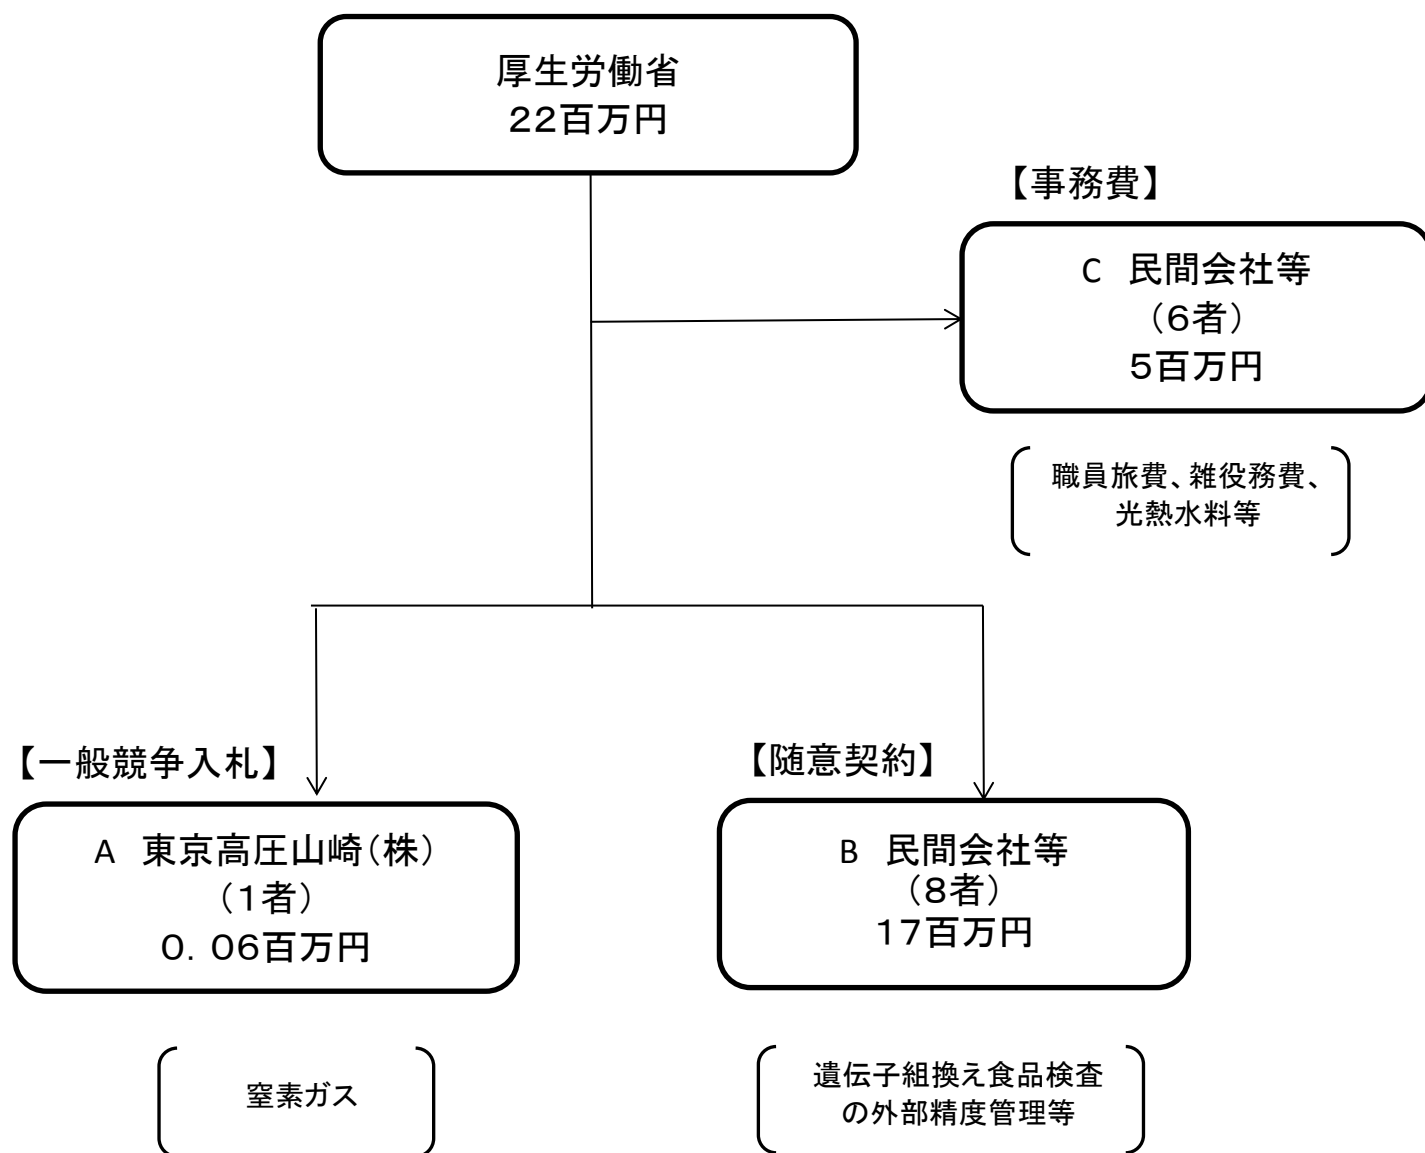 厚生労働省
22百万円
【事務費】
C 民間会社等
(6者)
5百万円
職員旅費、雑役務費、
光熱水料等
【一般競争入札】
A 東京高圧山崎(株)
(1者)
0. 06百万円
窒素ガス
【随意契約】
B 民間会社等
(8者)
17百万円
遺伝子組換え食品検査
の外部精度管理等